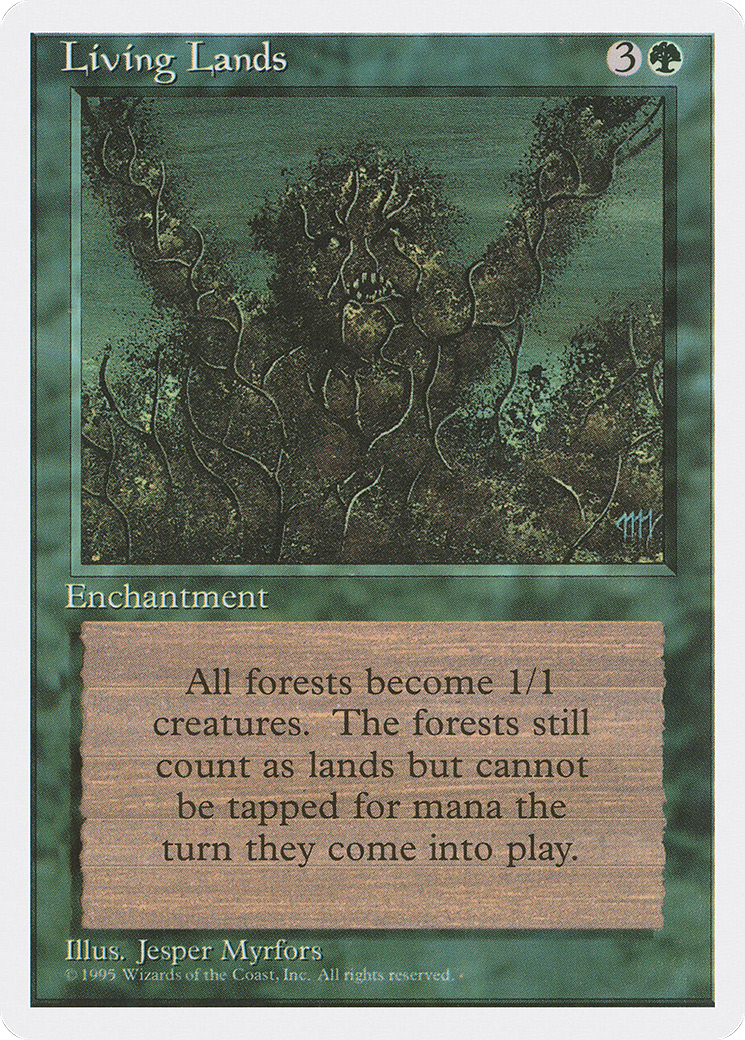 Living Lands 3
Enchantment
All forests become 1/1
creatures. The forests still
count as lands but cannot
be tapped for mana the
turn they come into play.
Illus. Jesper Myrfors
© 1995 Wizards of the Coast, Inc. All rights reserved.